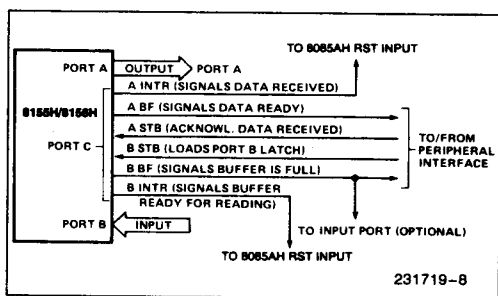 TO 8085AH RST INPUT
PORT A OUTPUT PORT A
A INTR (SIGNALS DATA RECEIVED)
A BF (SIGNALS DATA READY)
8155H/8156H
A STB (ACKNOWL. DATA RECEIVED)
PORT C
B STB (LOADS PORT B LATCH)
TO/FROM
PERIPHERAL
INTERFACE
B BF (SIGNALS BUFFER IS FULL)
B INTR (SIGNALS BUFFER
READY FOR READING)
PORT B INPUT
TO INPUT PORT (OPTIONAL)
TO 8085AH RST INPUT
231719-8